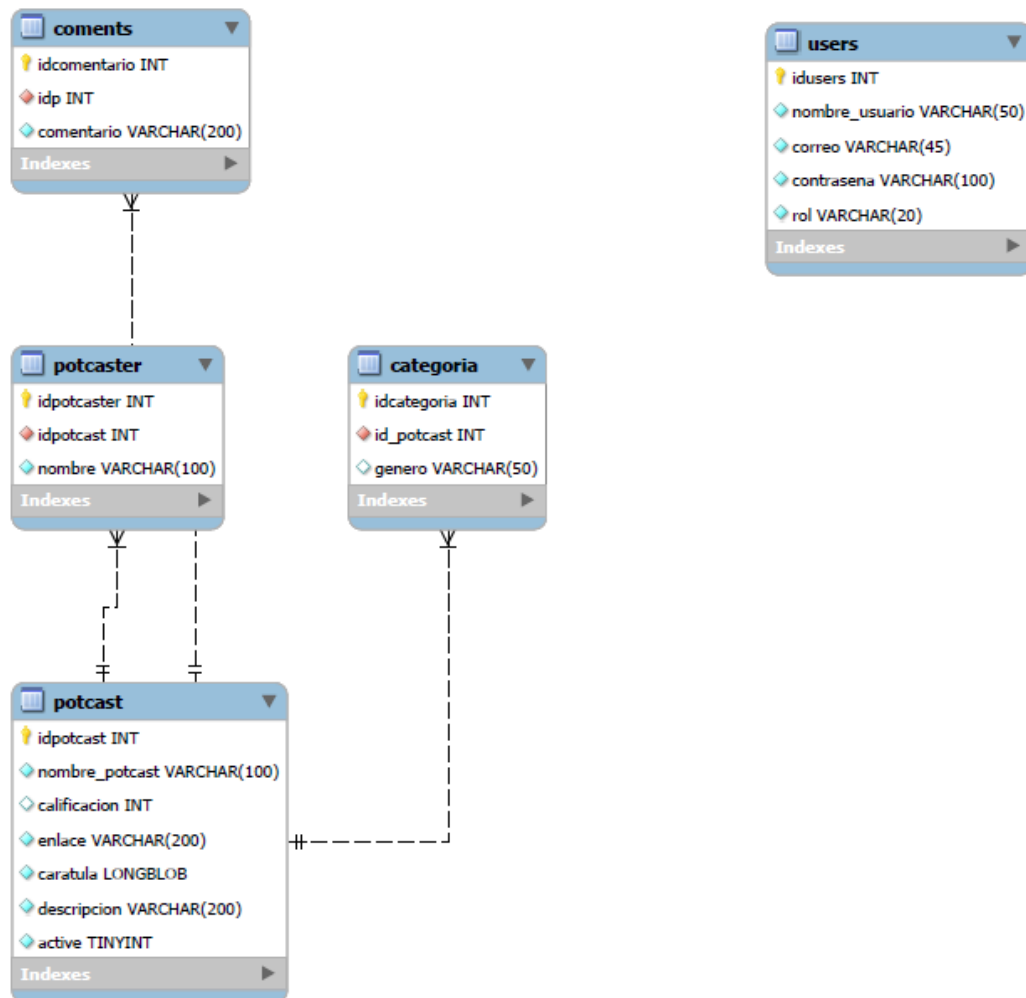 coments
idcomentario INT
idp INT
comentario VARCHAR(200)
Indexes
users
idusers INT
nombre_usuario VARCHAR(50)
correo VARCHAR(45)
contrasena VARCHAR(100)
rol VARCHAR(20)
Indexes
potcaster
idpotcaster INT
idpotcast INT
nombre VARCHAR(100)
Indexes
categoria
idcategoria INT
id_potcast INT
genero VARCHAR(50)
Indexes
potcast
idpotcast INT
nombre_potcast VARCHAR(100)
calificacion INT
enlace VARCHAR(200)
caratula LONGBLOB
descripcion VARCHAR(200)
active TINYINT
Indexes